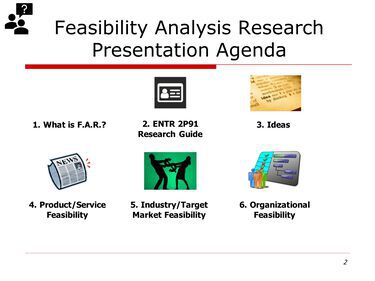 Feasibility Analysis Research
Presentation Agenda
1. What is F.A.R.?
2. ENTR 2P91
Research Guide
3. Ideas
NEWS
4. Product/Service
Feasibility
5. Industry/Target
Market Feasibility
6. Organizational
Feasibility
2